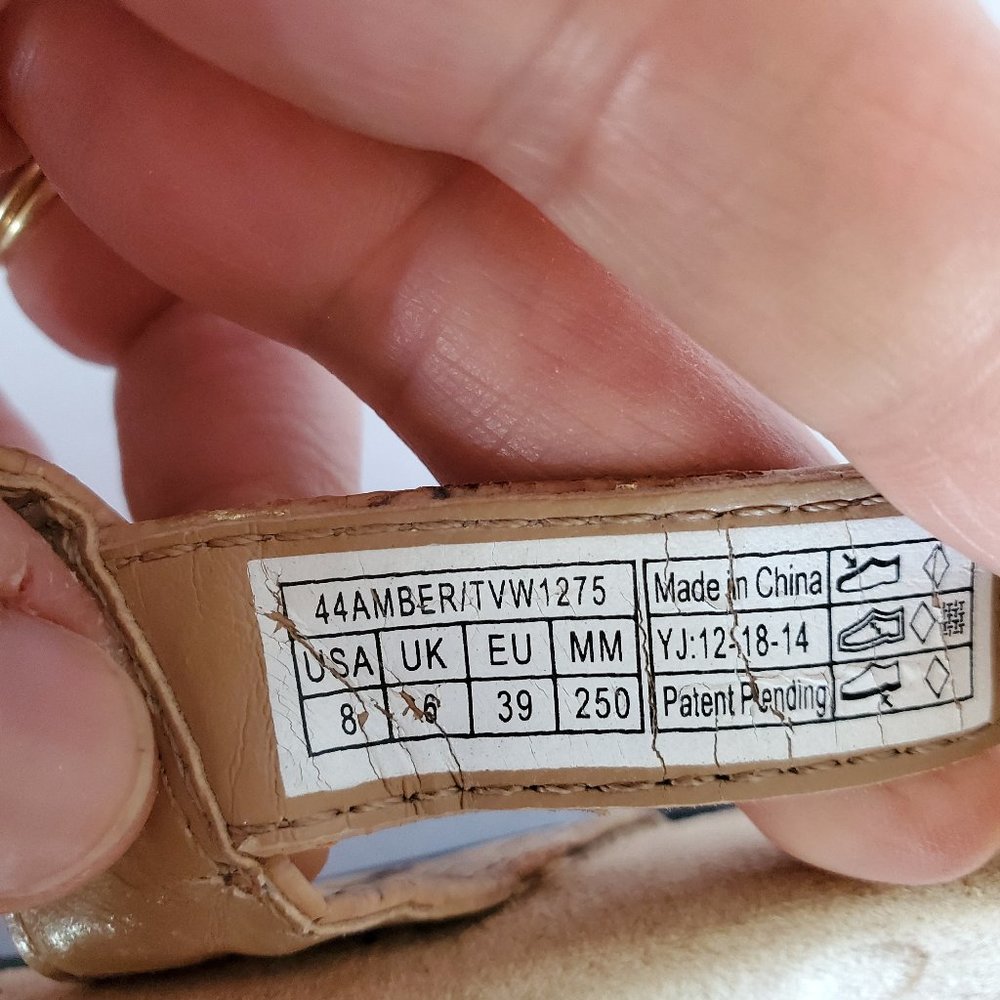 44AMBER/TVW1275
USA UK EU MM
8 6 39 250
Made in China
YJ:12-18-14
Patent Pending